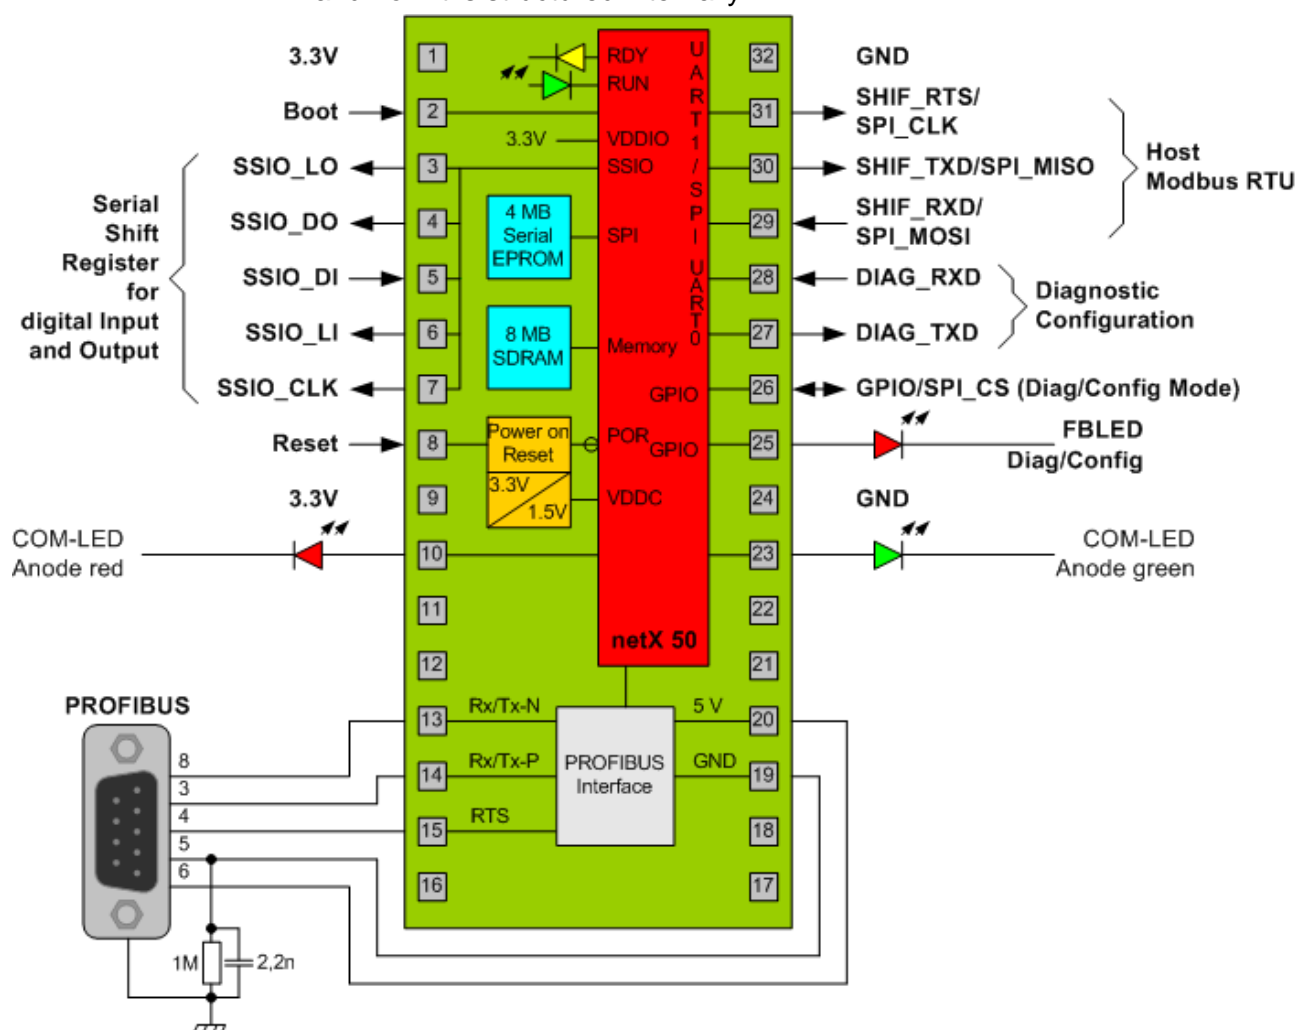 3.3V
Boot
SSIO_LO
SSIO_DO
SSIO_DI
SSIO_LI
SSIO_CLK
Reset
3.3V
Serial
Shift
Register
for
digital Input
and Output
COM-LED
Anode red
1
2
3
4
5
6
7
8
9
10
11
12
13
14
15
16
RDY
RUN
3.3V
VDDIO
SSIO
4 MB
Serial
EPROM
SPI
8 MB
SDRAM
Memory
GPIO
Power on
Reset
POR
GPIO
3.3V
1.5V
VDDC
UART1/SPI
UART0
netX 50
Rx/Tx-N
5 V
Rx/Tx-P
GND
RTS
PROFIBUS
Interface
32
31
30
29
28
27
26
25
24
23
22
21
20
19
18
17
GND
SHIF_RTS/
SPI_CLK
SHIF_TXD/SPI_MISO
SHIF_RXD/
SPI_MOSI
Host
Modbus RTU
DIAG_RXD
DIAG_TXD
Diagnostic
Configuration
GPIO/SPI_CS (Diag/Config Mode)
FBLED
Diag/Config
GND
COM-LED
Anode green
PROFIBUS
8
3
4
5
6
1M
2,2n